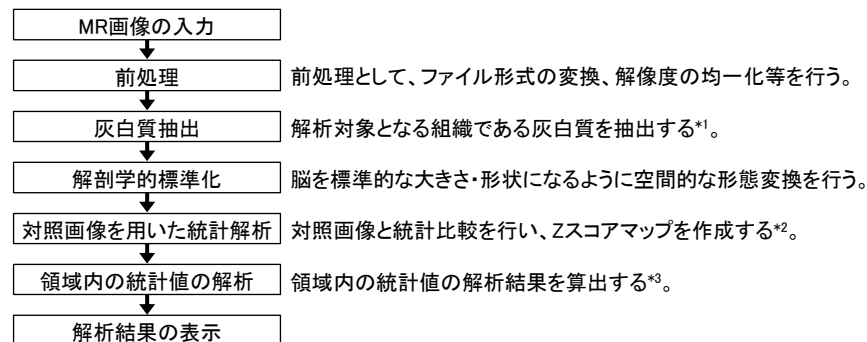 MR画像の入力
前処理 前処理として、ファイル形式の変換、解像度の均一化等を行う。
灰白質抽出 解析対象となる組織である灰白質を抽出する*1。
解剖学的標準化 脳を標準的な大きさ・形状になるように空間的な形態変換を行う。
対照画像を用いた統計解析 対照画像と統計比較を行い、Zスコアマップを作成する*2。
領域内の統計値の解析 領域内の統計値の解析結果を算出する*3。
解析結果の表示